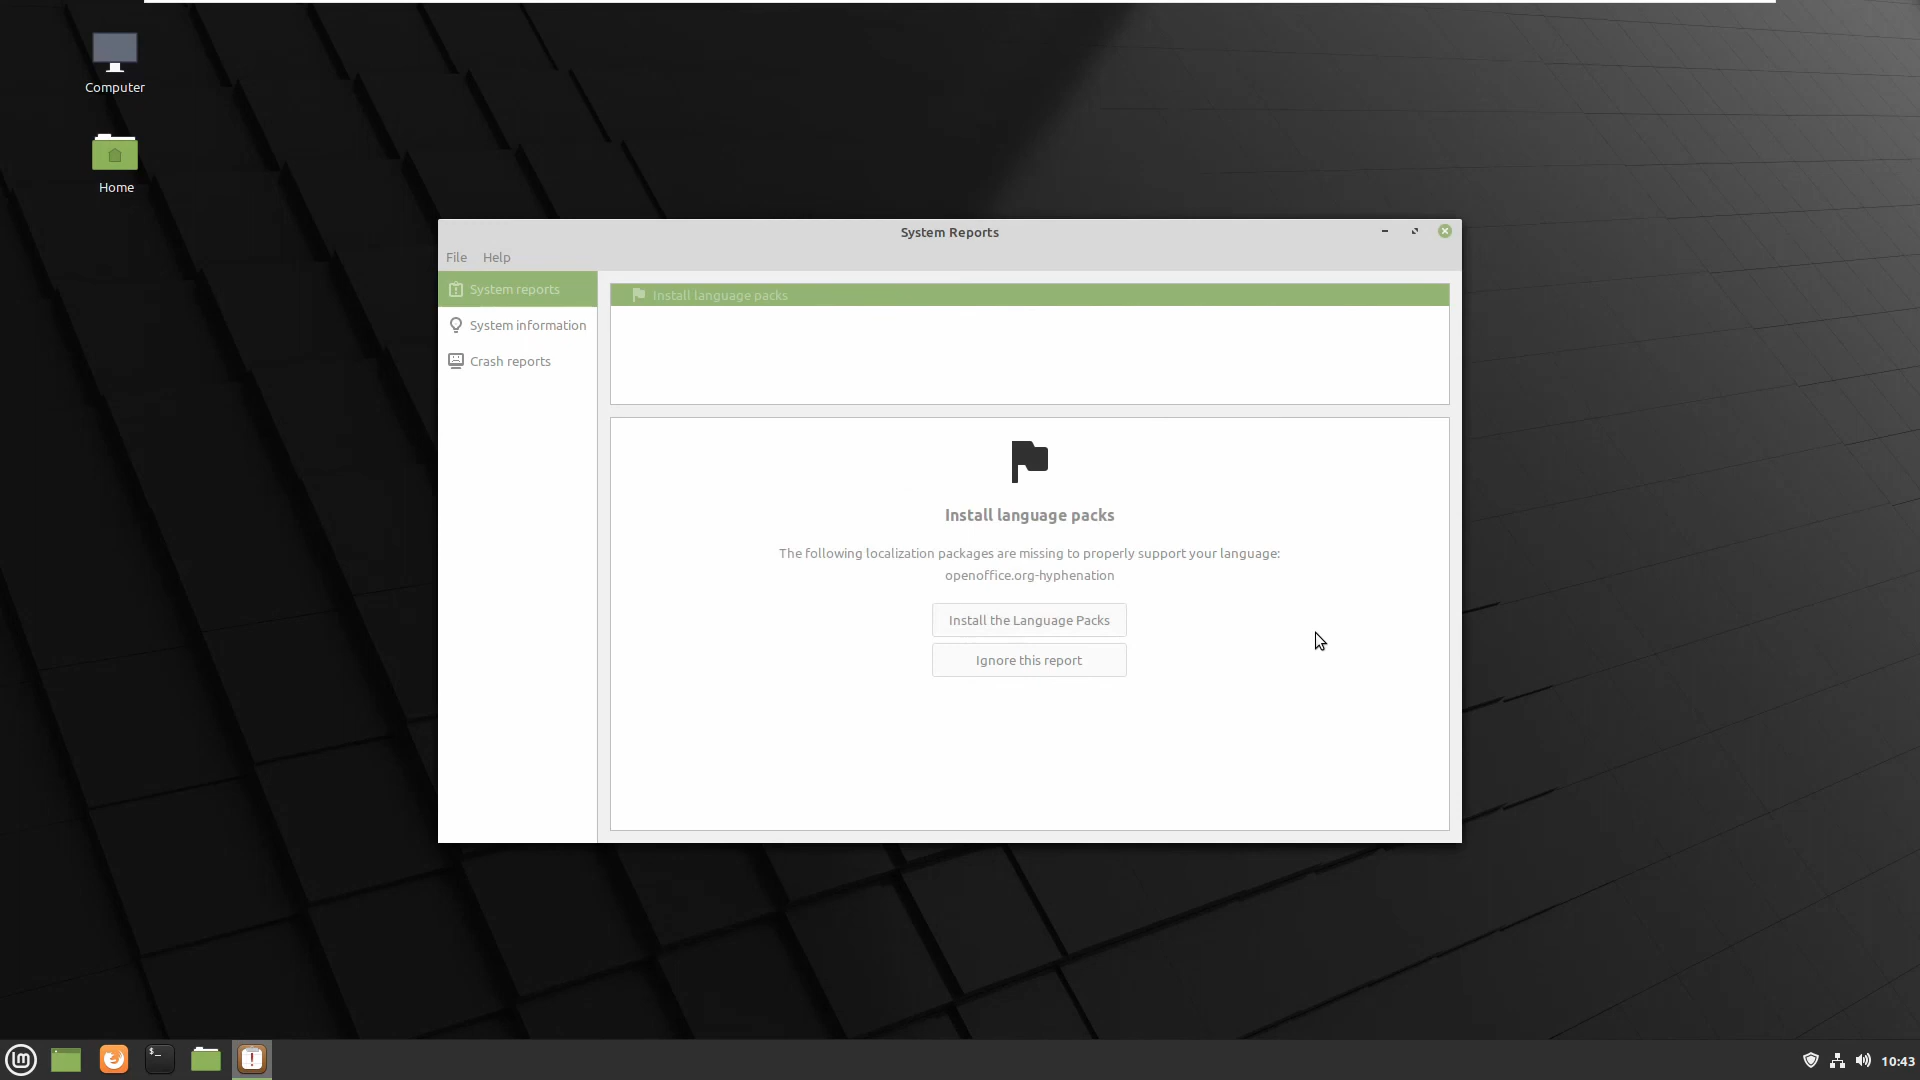 Computer
Home
System Reports
File Help
System reports
System information
Crash reports
Install language packs
Install language packs
The following localization packages are missing to properly support your language:
openoffice.org-hyphenation
Install the Language Packs
Ignore this report
10:43